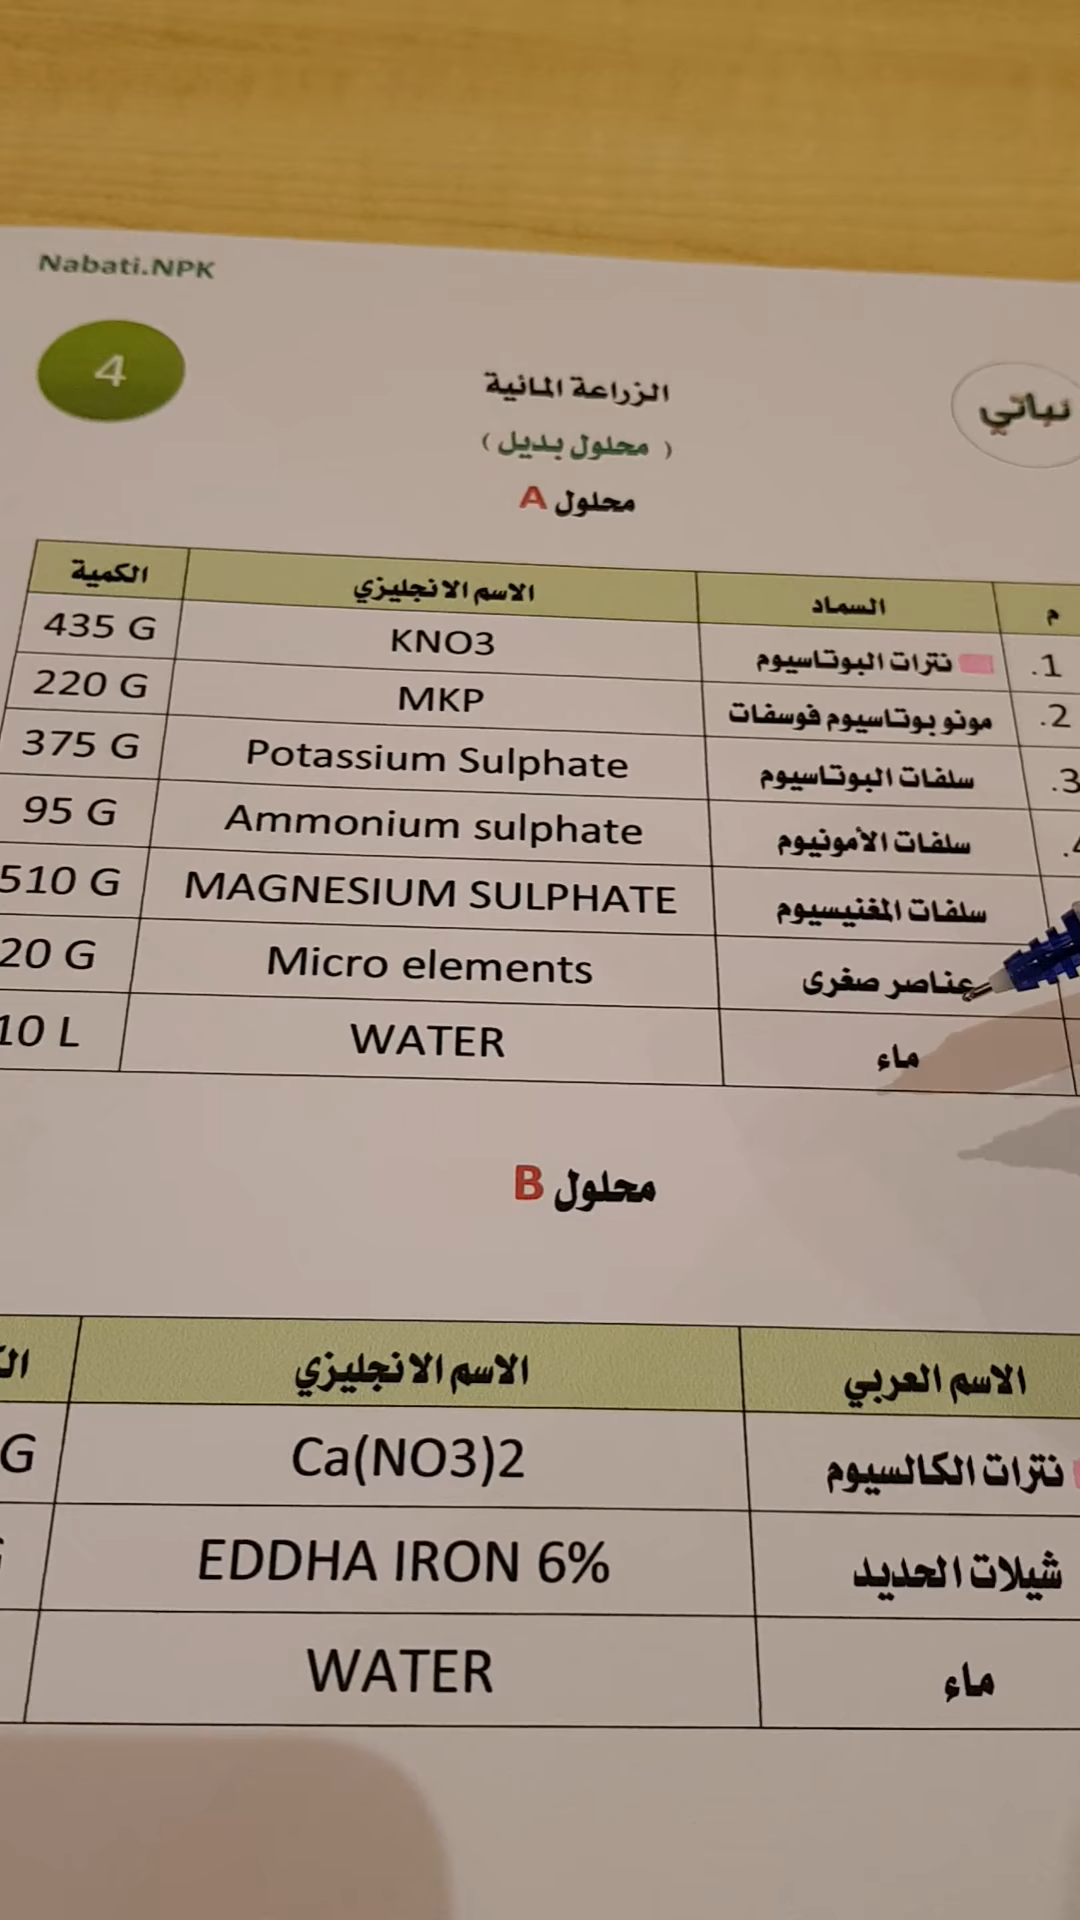 Nabati.NPK
4
نباتي
الزراعة المائية
( محلول بديل )
محلول A
م السماد الاسم الانجليزي الكمية
1. نترات البوتاسيوم KNO3 435 G
2. مونو بوتاسيوم فوسفات MKP 220 G
3. سلفات البوتاسيوم Potassium Sulphate 375 G
4. سلفات الأمونيوم Ammonium sulphate 95 G
سلفات المغنيسيوم MAGNESIUM SULPHATE 510 G
عناصر صغرى Micro elements 20 G
ماء WATER 10 L
محلول B
الاسم العربي الاسم الانجليزي
نترات الكالسيوم Ca(NO3)2 G
شيلات الحديد EDDHA IRON 6%
ماء WATER